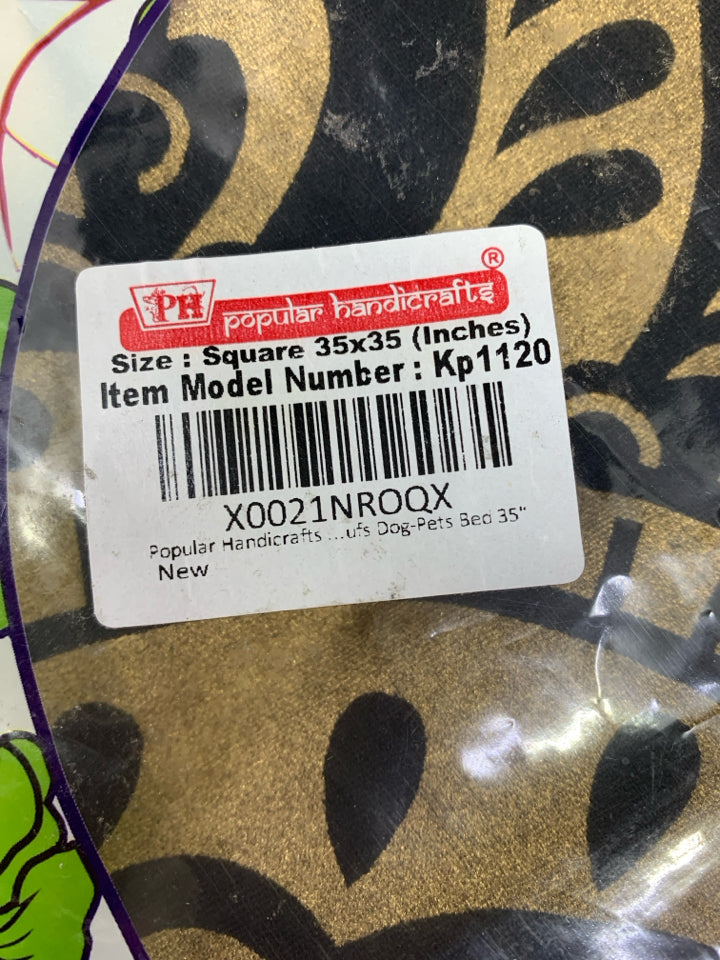 ®
PH popular handicrafts
Size : Square 35x35 (Inches)
Item Model Number : Kp1120
X0021NROQX
Popular Handicrafts ...ufs Dog-Pets Bed 35"
New